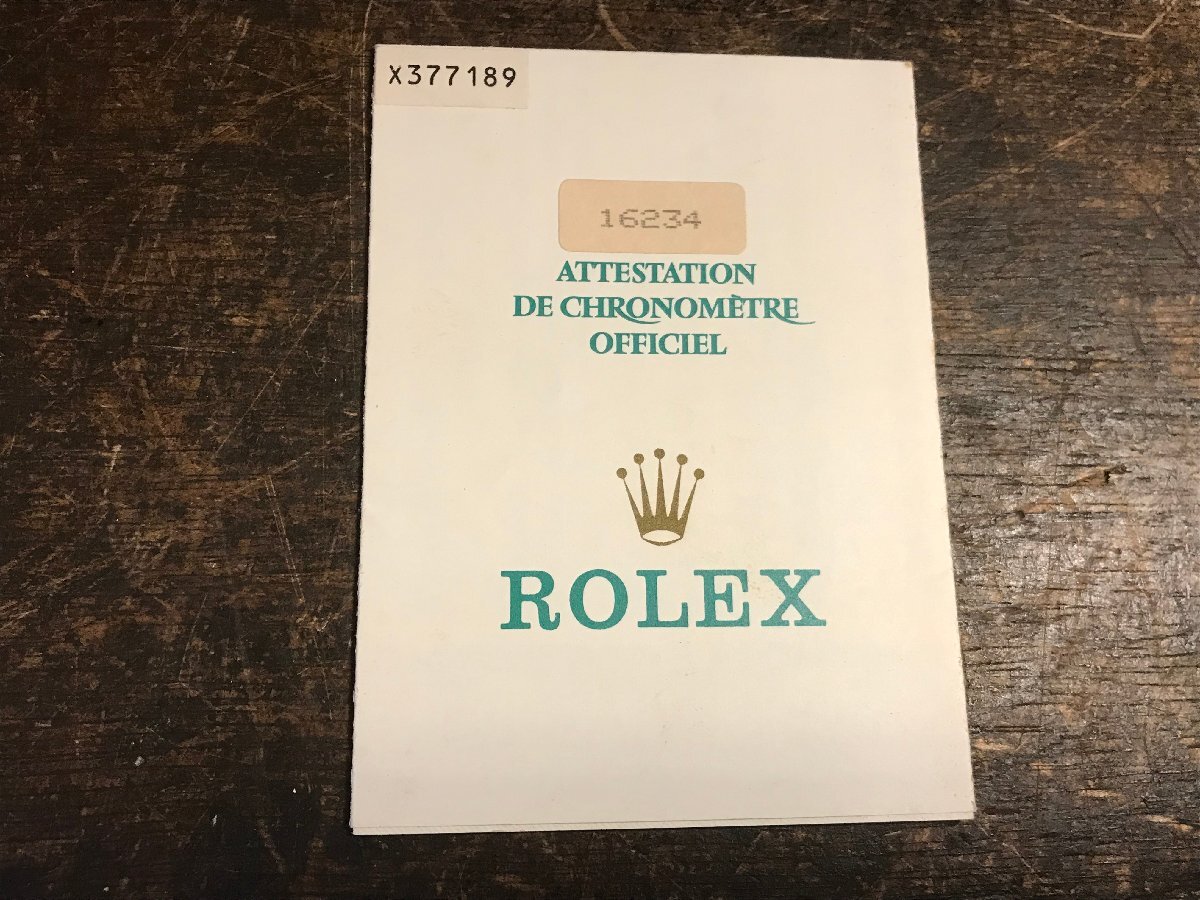 X377189
16234
ATTESTATION
DE CHRONOMÈTRE
OFFICIEL
ROLEX